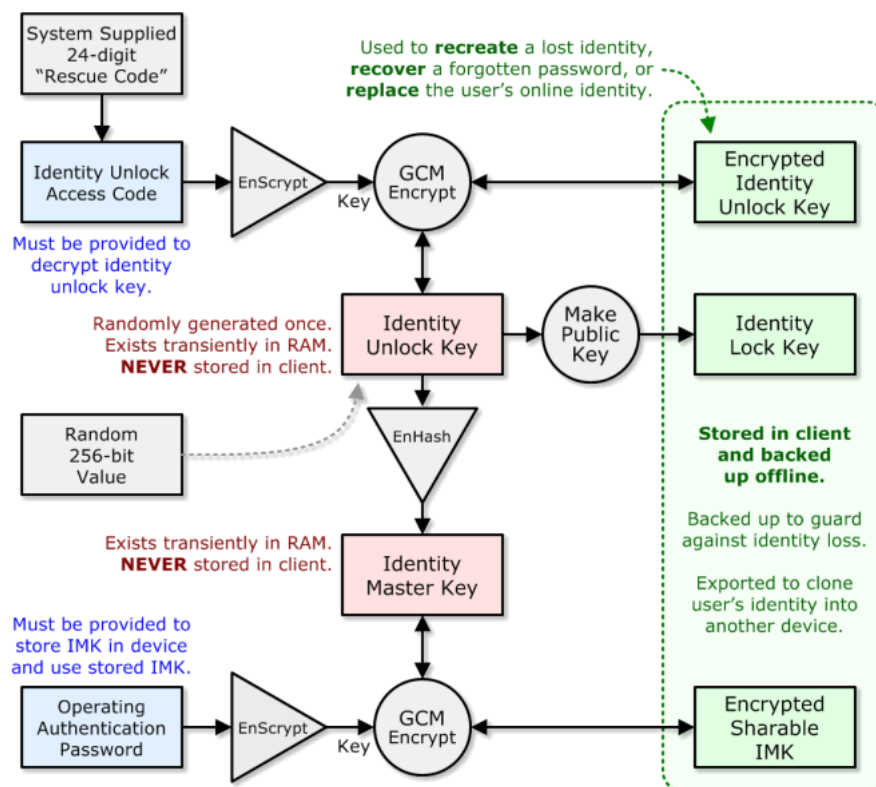 System Supplied
24-digit
“Rescue Code”
Used to recreate a lost identity,
recover a forgotten password, or
replace the user’s online identity.
Identity Unlock
Access Code
EnScrypt
Key
GCM
Encrypt
Encrypted
Identity
Unlock Key
Must be provided to
decrypt identity
unlock key.
Randomly generated once.
Exists transiently in RAM.
NEVER stored in client.
Identity
Unlock Key
Make
Public
Key
Identity
Lock Key
Random
256-bit
Value
EnHash
Stored in client
and backed
up offline.
Backed up to guard
against identity loss.
Exported to clone
user’s identity into
another device.
Exists transiently in RAM.
NEVER stored in client.
Identity
Master Key
Must be provided to
store IMK in device
and use stored IMK.
Operating
Authentication
Password
EnScrypt
Key
GCM
Encrypt
Encrypted
Sharable
IMK